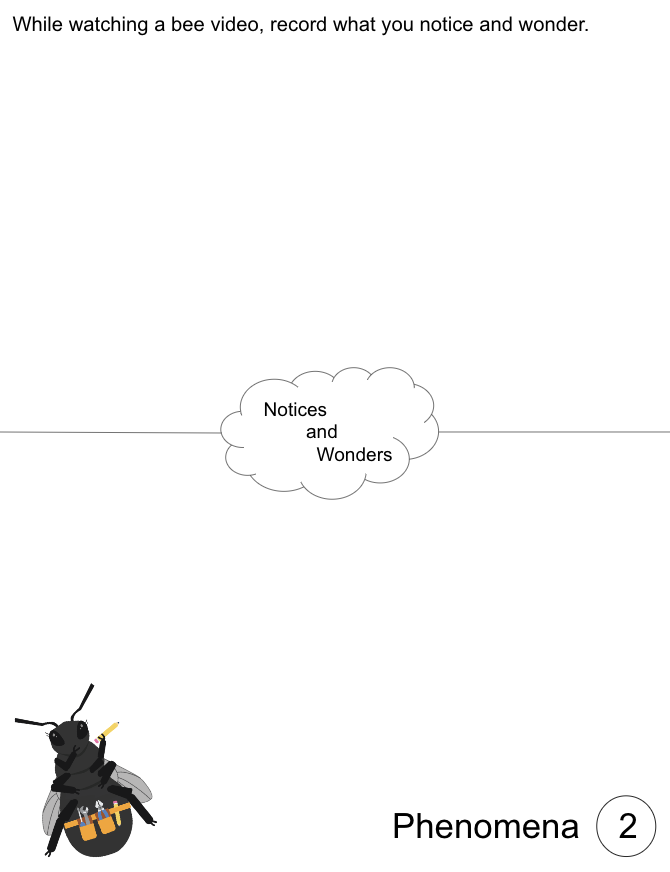 While watching a bee video, record what you notice and wonder.
Notices
and
Wonders
Phenomena 2